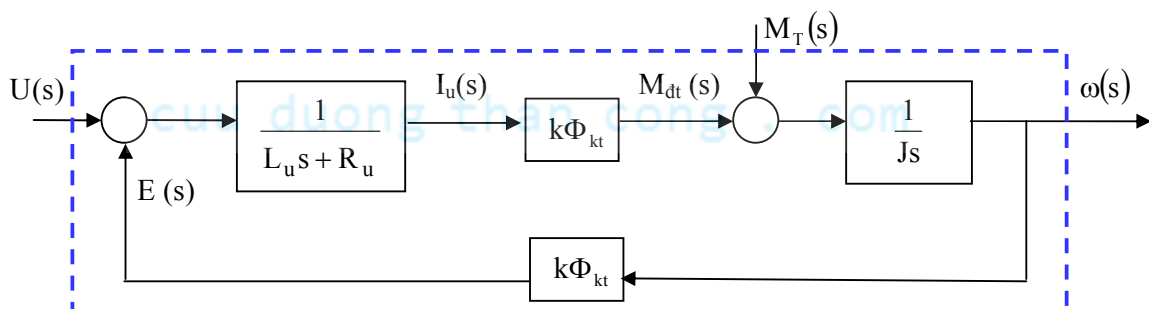 M_T(s)
U(s)
1
L_u s + R_u
I_u(s)
kΦ_kt
M_đt (s)
1
Js
ω(s)
cuu duong than cong . com
E (s)
kΦ_kt